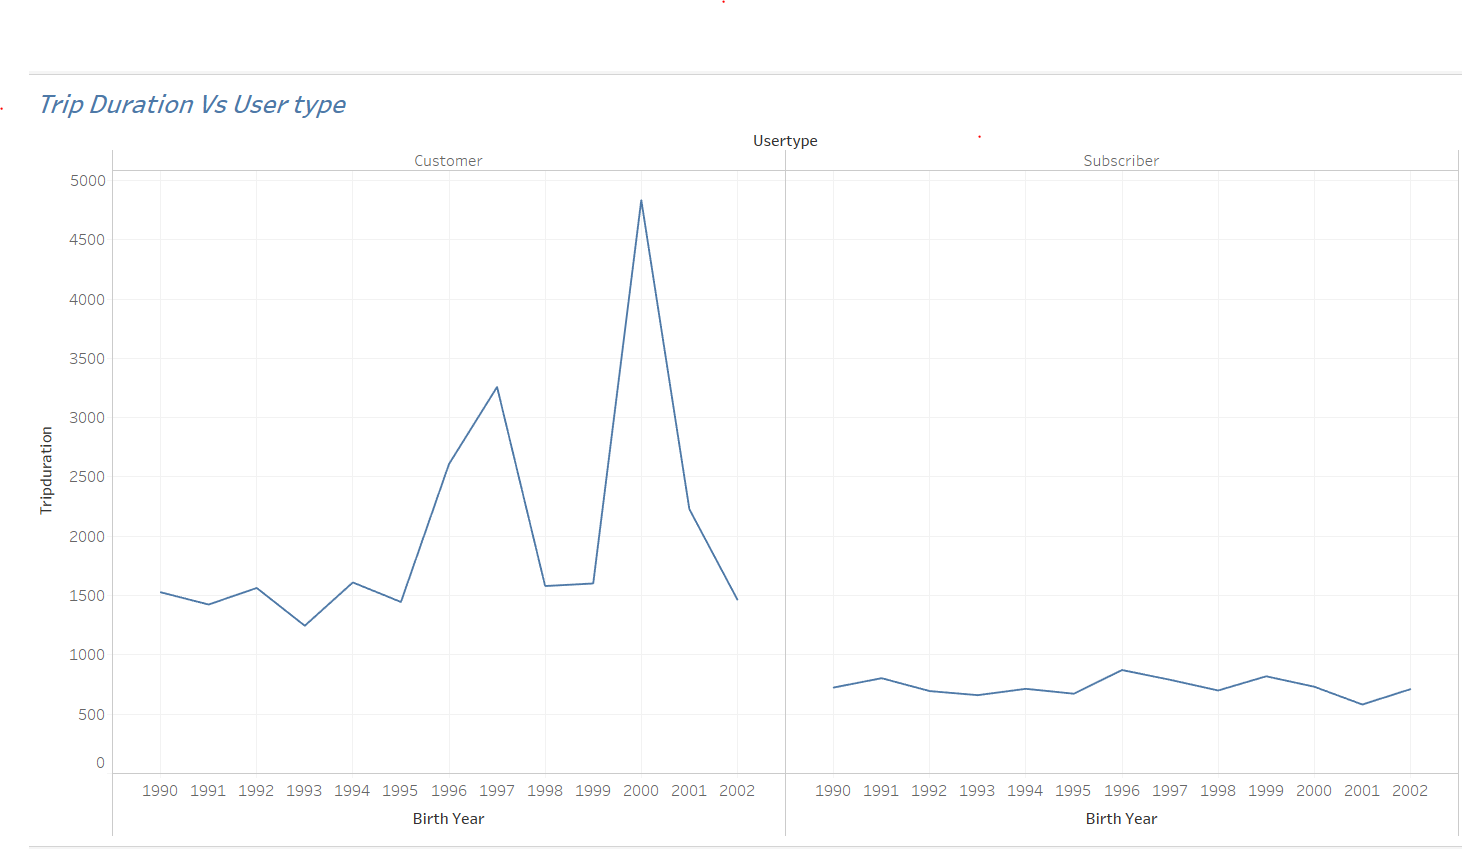 Trip Duration Vs User type
Usertype
Customer Subscriber
5000
4500
4000
3500
3000
2500
2000
1500
1000
500
0
Tripduration
1990 1991 1992 1993 1994 1995 1996 1997 1998 1999 2000 2001 2002 1990 1991 1992 1993 1994 1995 1996 1997 1998 1999 2000 2001 2002
Birth Year Birth Year